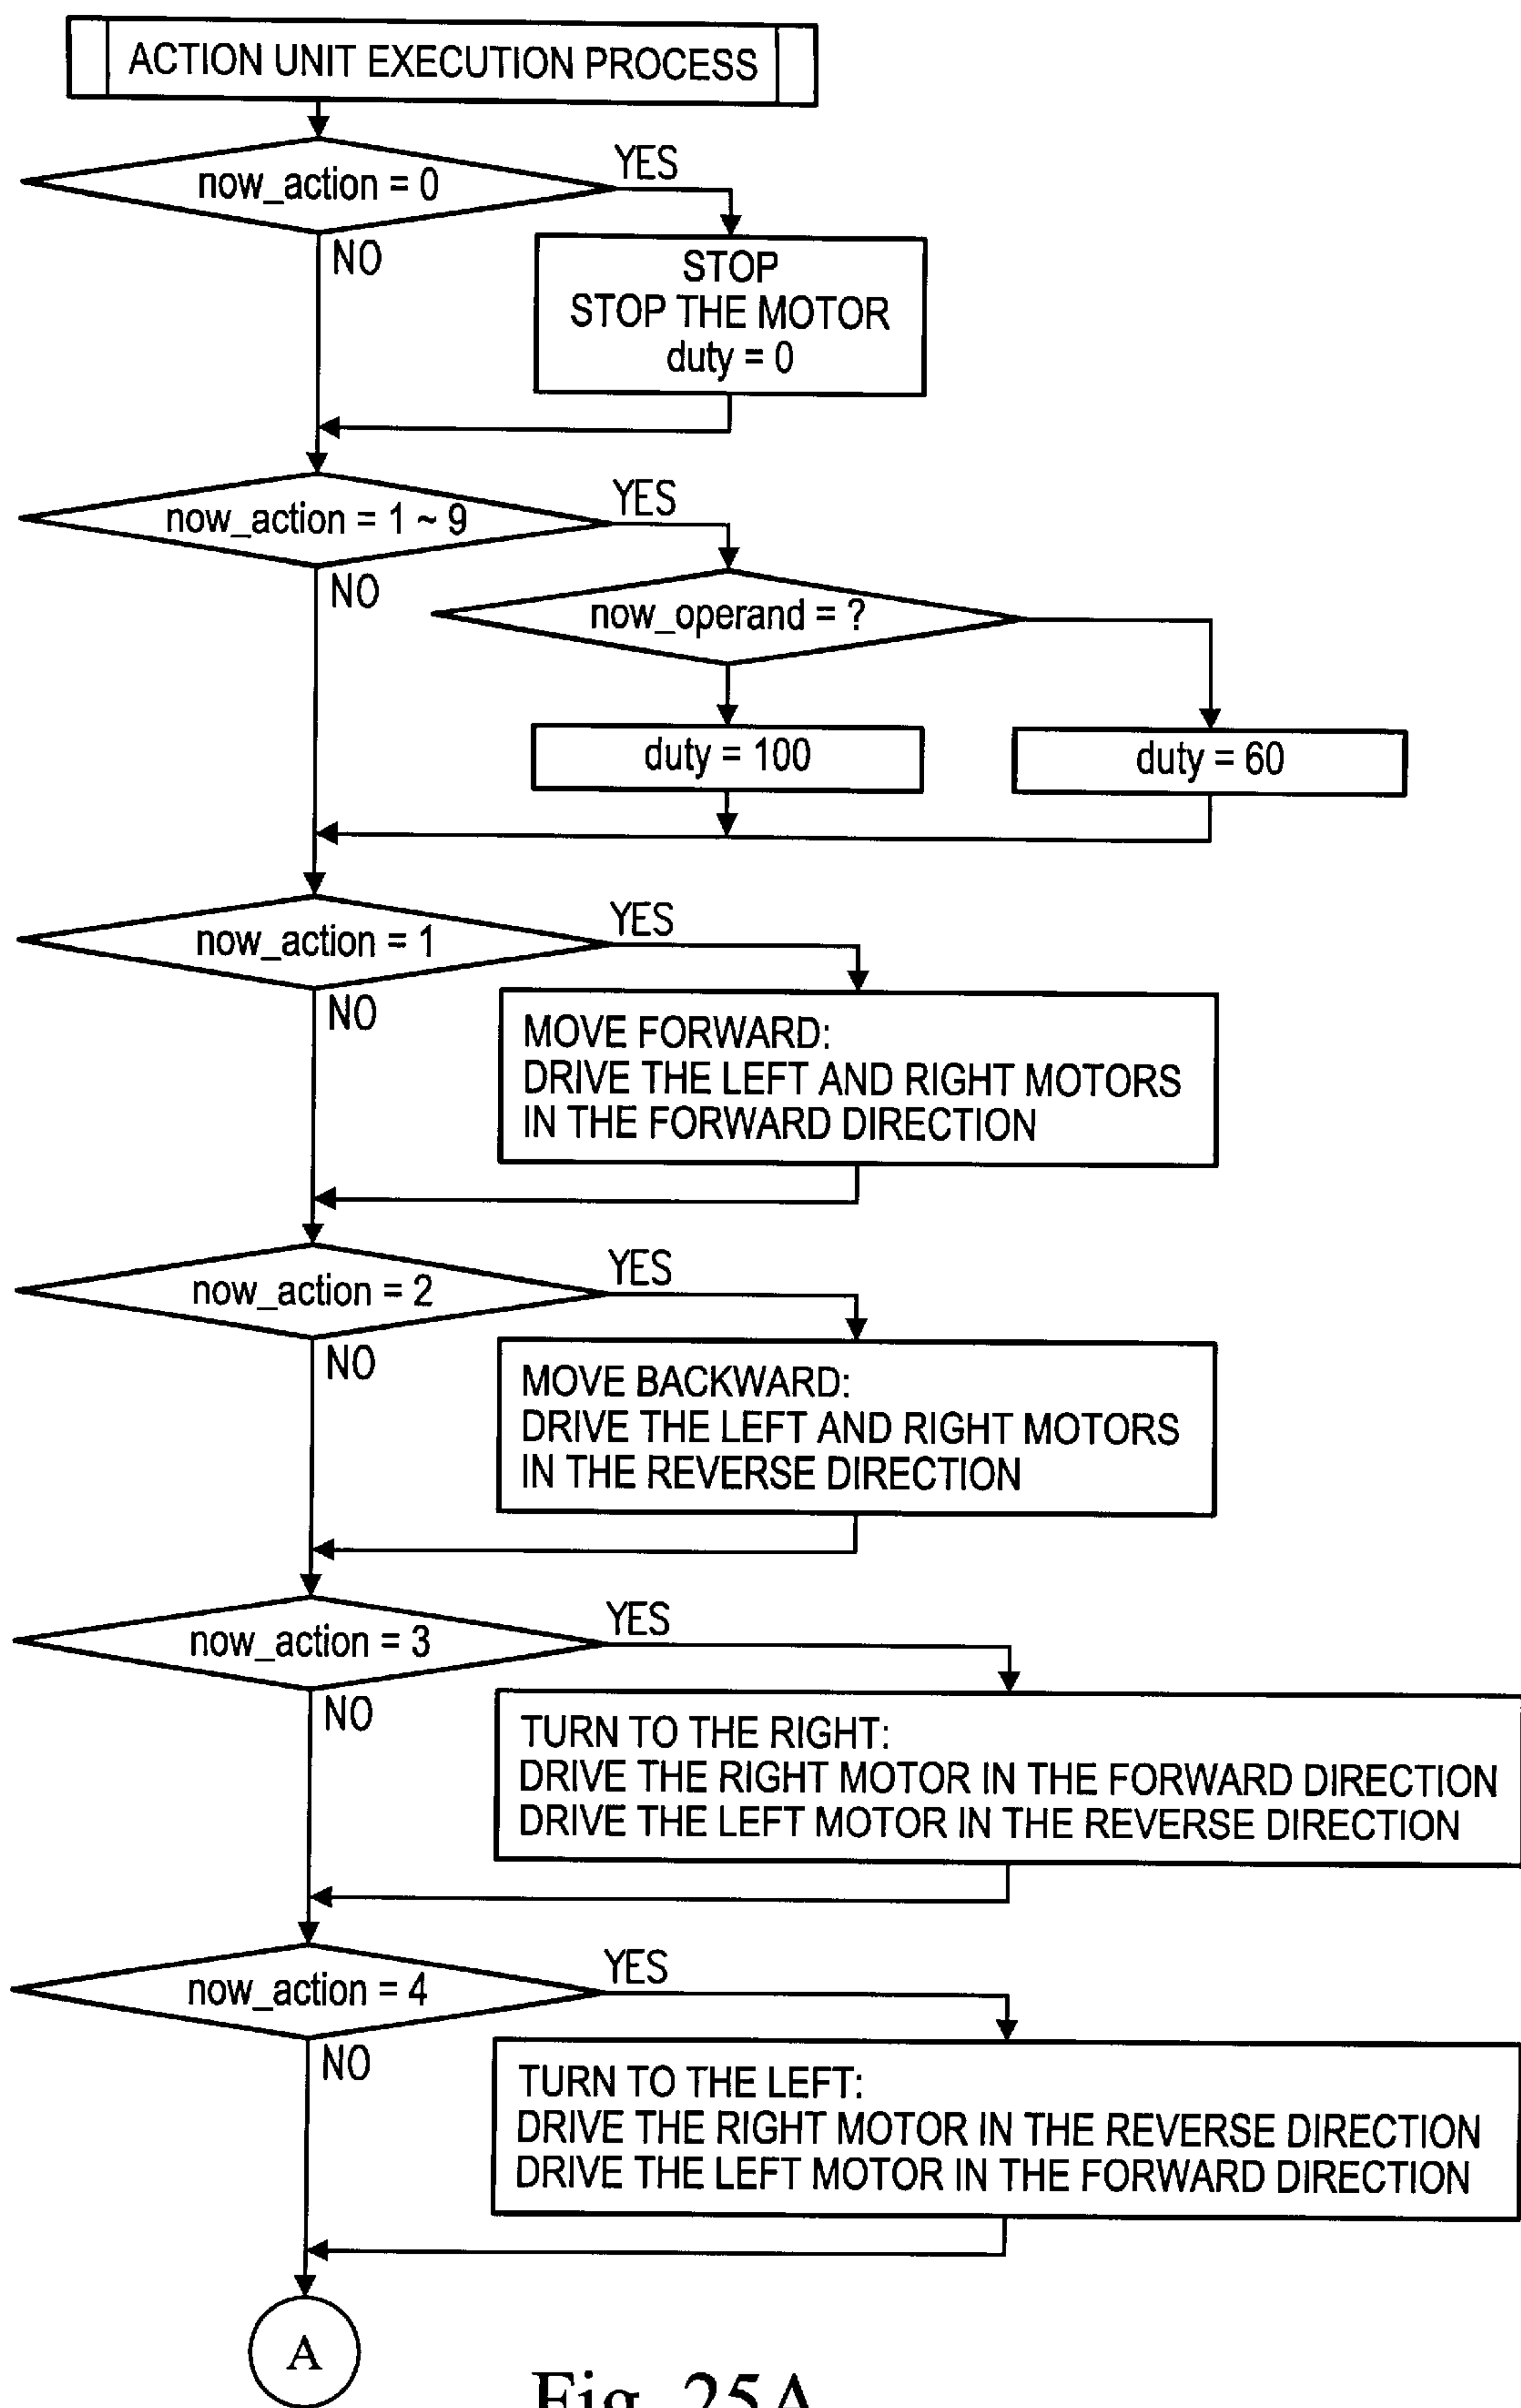 ACTION UNIT EXECUTION PROCESS
now_action = 0
YES
NO
STOP
STOP THE MOTOR
duty = 0
now_action = 1 ~ 9
YES
NO
now_operand = ?
duty = 100
duty = 60
now_action = 1
YES
NO
MOVE FORWARD:
DRIVE THE LEFT AND RIGHT MOTORS
IN THE FORWARD DIRECTION
now_action = 2
YES
NO
MOVE BACKWARD:
DRIVE THE LEFT AND RIGHT MOTORS
IN THE REVERSE DIRECTION
now_action = 3
YES
NO
TURN TO THE RIGHT:
DRIVE THE RIGHT MOTOR IN THE FORWARD DIRECTION
DRIVE THE LEFT MOTOR IN THE REVERSE DIRECTION
now_action = 4
YES
NO
TURN TO THE LEFT:
DRIVE THE RIGHT MOTOR IN THE REVERSE DIRECTION
DRIVE THE LEFT MOTOR IN THE FORWARD DIRECTION
A
Fig. 25A